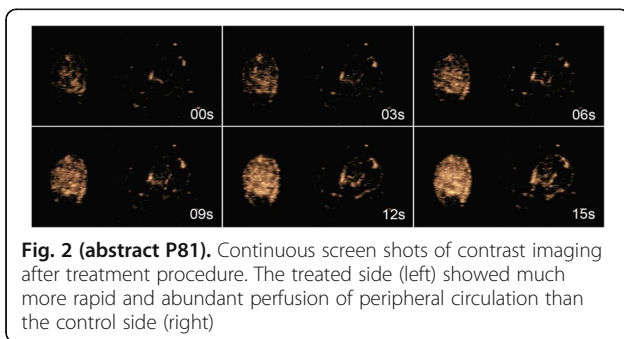 00s
03s
06s
09s
12s
15s
Fig. 2 (abstract P81). Continuous screen shots of contrast imaging
after treatment procedure. The treated side (left) showed much
more rapid and abundant perfusion of peripheral circulation than
the control side (right)